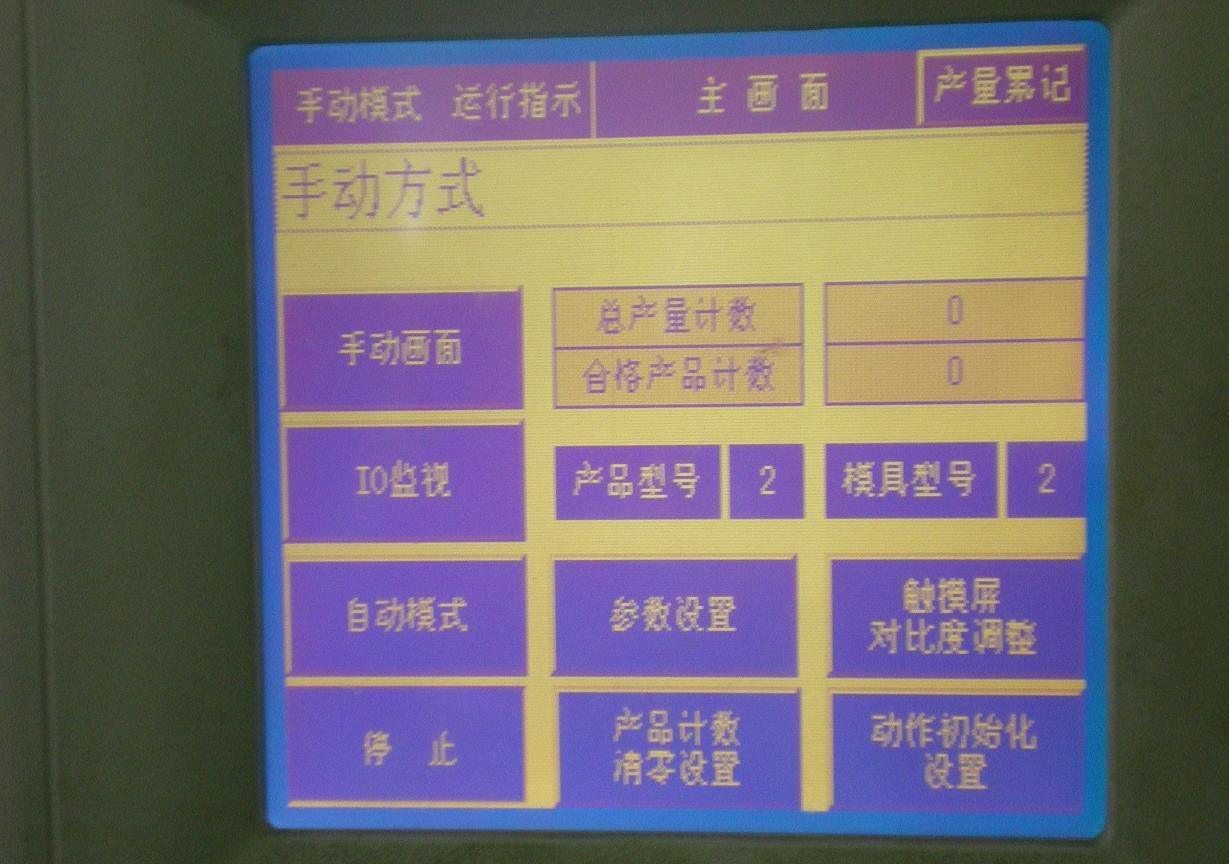 手动模式 运行指示 主画面 产量累记
手动方式
手动画面
总产量计数 0
合格产品计数 0
IO监视
产品型号 2 模具型号 2
自动模式
参数设置
触摸屏
对比度调整
停 止
产品计数
清零设置
动作初始化
设置